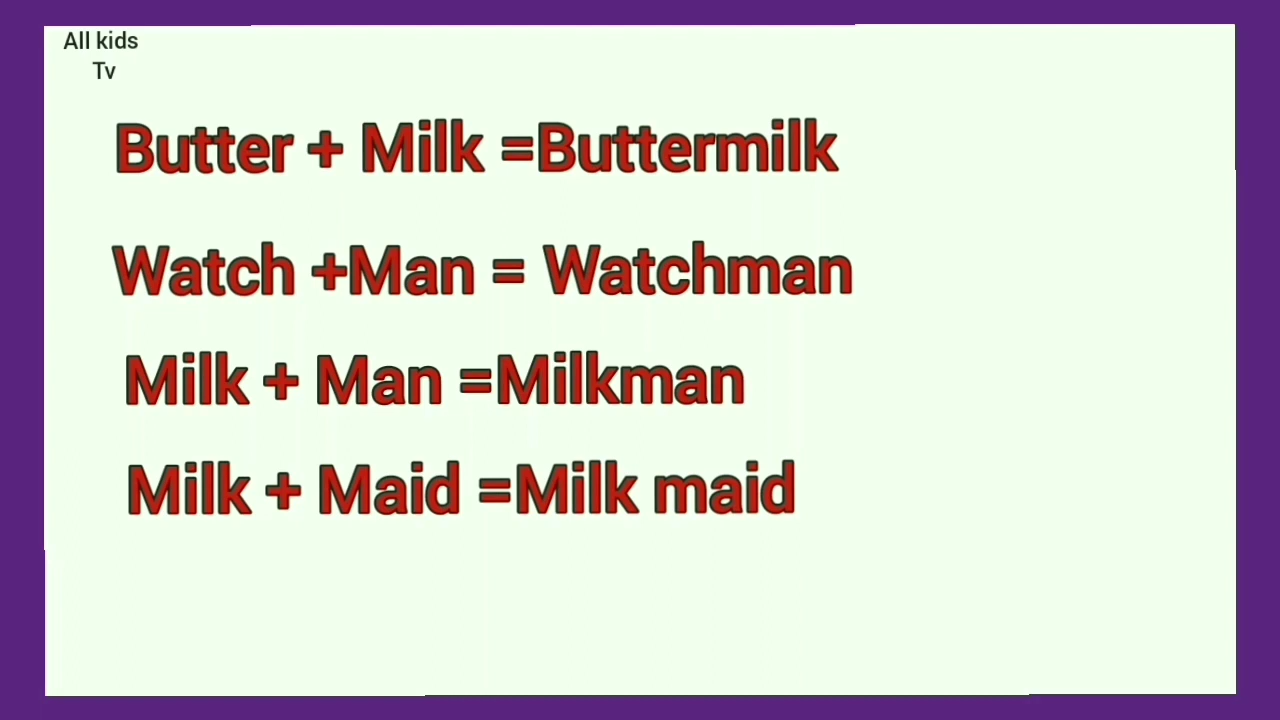 All kids
Tv
Butter + Milk =Buttermilk
Watch +Man = Watchman
Milk + Man =Milkman
Milk + Maid =Milk maid